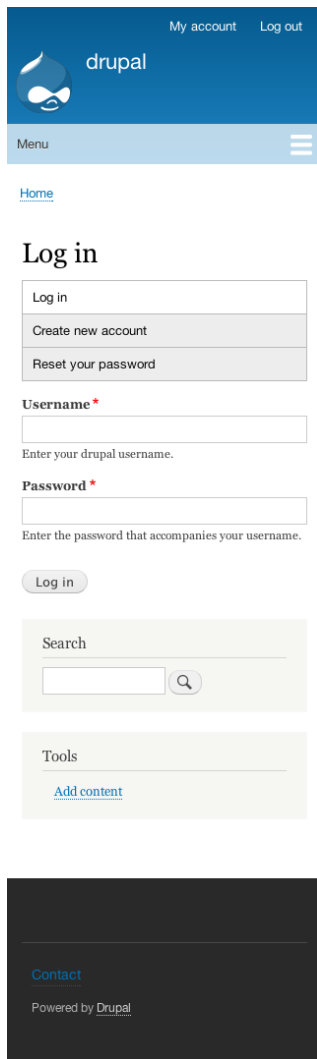 My account Log out
drupal
Menu
Home
Log in
Log in
Create new account
Reset your password
Username*
Enter your drupal username.
Password *
Enter the password that accompanies your username.
Log in
Search
Tools
Add content
Contact
Powered by Drupal